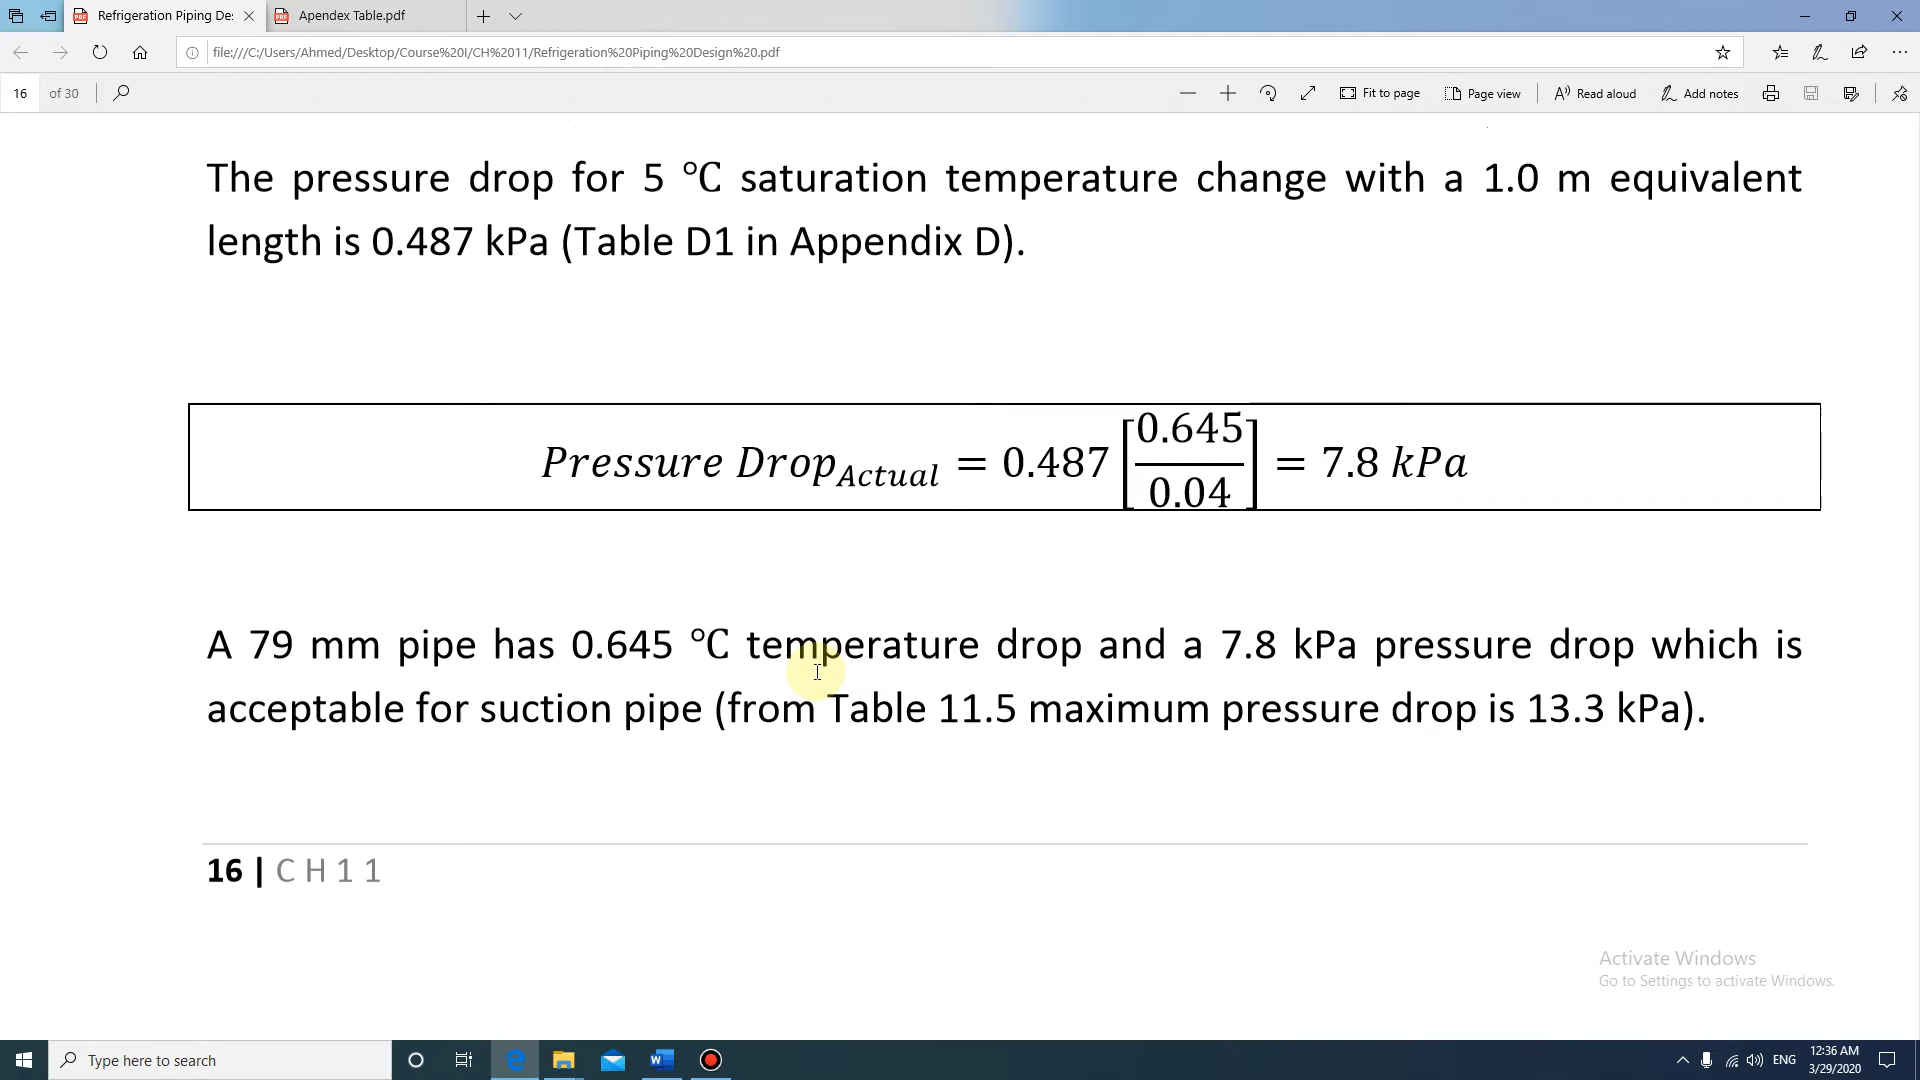 Refrigeration Piping De:
Apendex Table.pdf
file:///C:/Users/Ahmed/Desktop/Course%20I/CH%2011/Refrigeration%20Piping%20Design%20.pdf
16 of 30
Fit to page
Page view
Read aloud
Add notes
The pressure drop for 5 ℃ saturation temperature change with a 1.0 m equivalent
length is 0.487 kPa (Table D1 in Appendix D).
Pressure Drop_Actual = 0.487 [0.645/0.04] = 7.8 kPa
A 79 mm pipe has 0.645 ℃ temperature drop and a 7.8 kPa pressure drop which is
acceptable for suction pipe (from Table 11.5 maximum pressure drop is 13.3 kPa).
16 | C H 1 1
Activate Windows
Go to Settings to activate Windows.
Type here to search
ENG
12:36 AM
3/29/2020